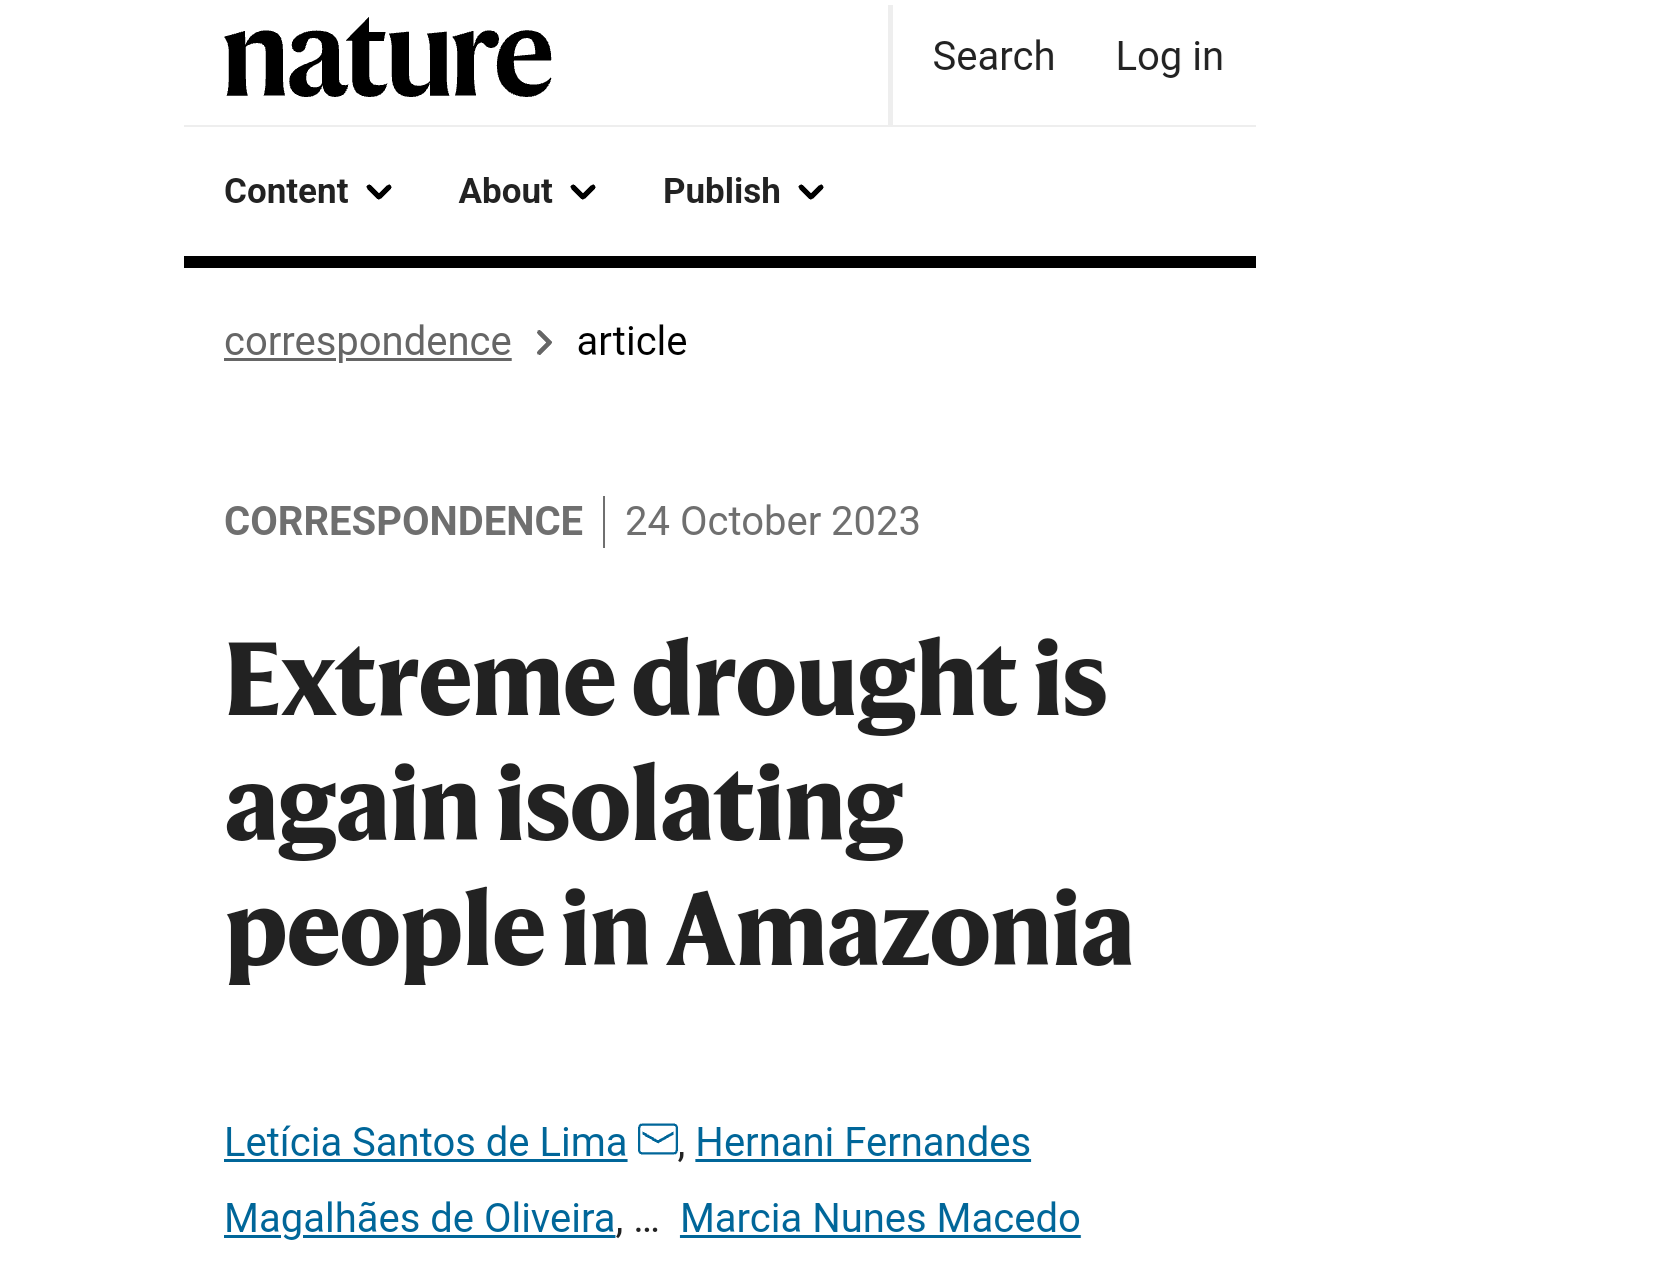 nature
Search Log in
Content About Publish
correspondence > article
CORRESPONDENCE | 24 October 2023
Extreme drought is
again isolating
people in Amazonia
Letícia Santos de Lima , Hernani Fernandes
Magalhães de Oliveira, … Marcia Nunes Macedo